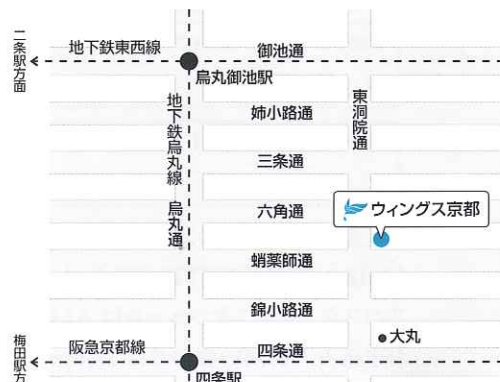 二条駅方面
地下鉄東西線
御池通
烏丸御池駅
地下鉄烏丸線 烏丸通
姉小路通
東洞院通
三条通
六角通
ウィングス京都
蛸薬師通
錦小路通
大丸
阪急京都線
四条通
梅田駅方
四条駅